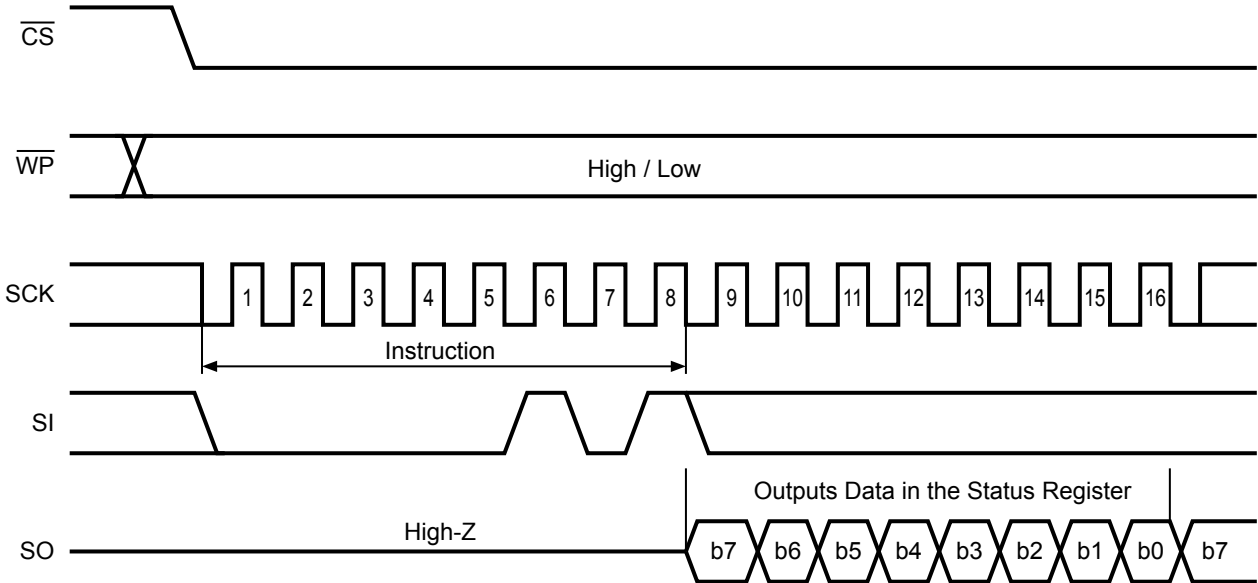 CS
WP
High / Low
SCK
1 2 3 4 5 6 7 8 9 10 11 12 13 14 15 16
Instruction
SI
Outputs Data in the Status Register
SO
High-Z
b7 b6 b5 b4 b3 b2 b1 b0 b7